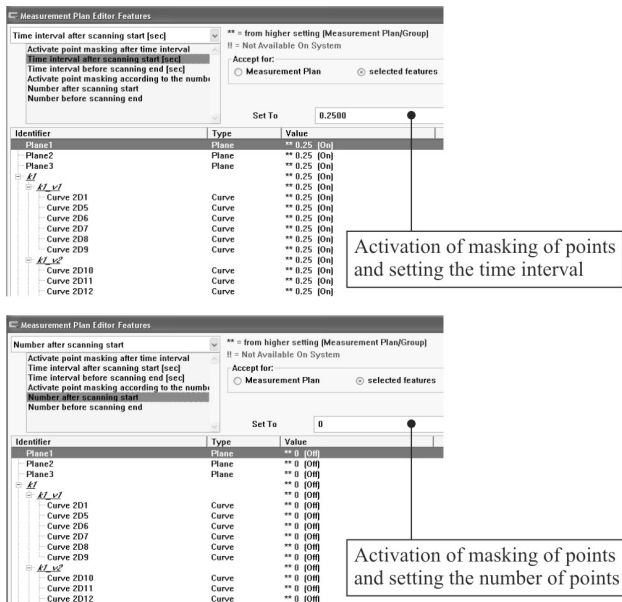 Measurement Plan Editor Features
Time interval after scanning start [sec]
** = from higher setting (Measurement Plan/Group)
!! = Not Available On System
Activate point masking after time interval
Time interval after scanning start [sec]
Time interval before scanning end [sec]
Activate point masking according to the numbe
Number after scanning start
Number before scanning end
Accept for:
Measurement Plan selected features
Set To 0.2500
Identifier Type Value
Plane1 Plane ** 0.25 (On)
Plane2 Plane ** 0.25 (On)
Plane3 Plane ** 0.25 (On)
k1 ** 0.25 (On)
k1_v1 ** 0.25 (On)
Curve 2D1 Curve ** 0.25 (On)
Curve 2D5 Curve ** 0.25 (On)
Curve 2D6 Curve ** 0.25 (On)
Curve 2D7 Curve ** 0.25 (On)
Curve 2D8 Curve ** 0.25 (On)
Curve 2D9 Curve ** 0.25 (On)
k1_v2 ** 0.25 (On)
Curve 2D10 Curve ** 0.25 (On)
Curve 2D11 Curve ** 0.25 (On)
Curve 2D12 Curve ** 0.25 (On)
Activation of masking of points
and setting the time interval
Measurement Plan Editor Features
Number after scanning start
** = from higher setting (Measurement Plan/Group)
!! = Not Available On System
Activate point masking after time interval
Time interval after scanning start [sec]
Time interval before scanning end [sec]
Activate point masking according to the numbe
Number after scanning start
Number before scanning end
Accept for:
Measurement Plan selected features
Set To 0
Identifier Type Value
Plane1 Plane ** 0 (Off)
Plane2 Plane ** 0 (Off)
Plane3 Plane ** 0 (Off)
k1 ** 0 (Off)
k1_v1 ** 0 (Off)
Curve 2D1 Curve ** 0 (Off)
Curve 2D5 Curve ** 0 (Off)
Curve 2D6 Curve ** 0 (Off)
Curve 2D7 Curve ** 0 (Off)
Curve 2D8 Curve ** 0 (Off)
Curve 2D9 Curve ** 0 (Off)
k1_v2 ** 0 (Off)
Curve 2D10 Curve ** 0 (Off)
Curve 2D11 Curve ** 0 (Off)
Curve 2D12 Curve ** 0 (Off)
Activation of masking of points
and setting the number of points